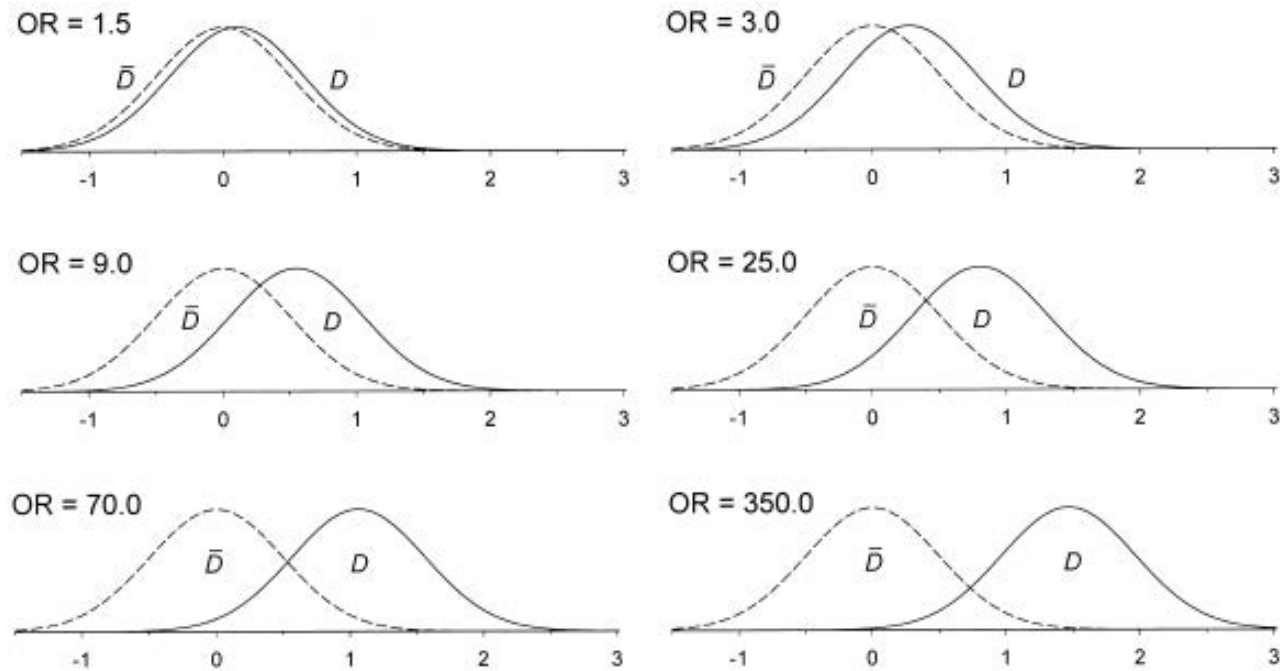 OR = 1.5
D̅ D
-1 0 1 2 3
OR = 3.0
D̅ D
-1 0 1 2 3
OR = 9.0
D̅ D
-1 0 1 2 3
OR = 25.0
D̅ D
-1 0 1 2 3
OR = 70.0
D̅ D
-1 0 1 2 3
OR = 350.0
D̅ D
-1 0 1 2 3